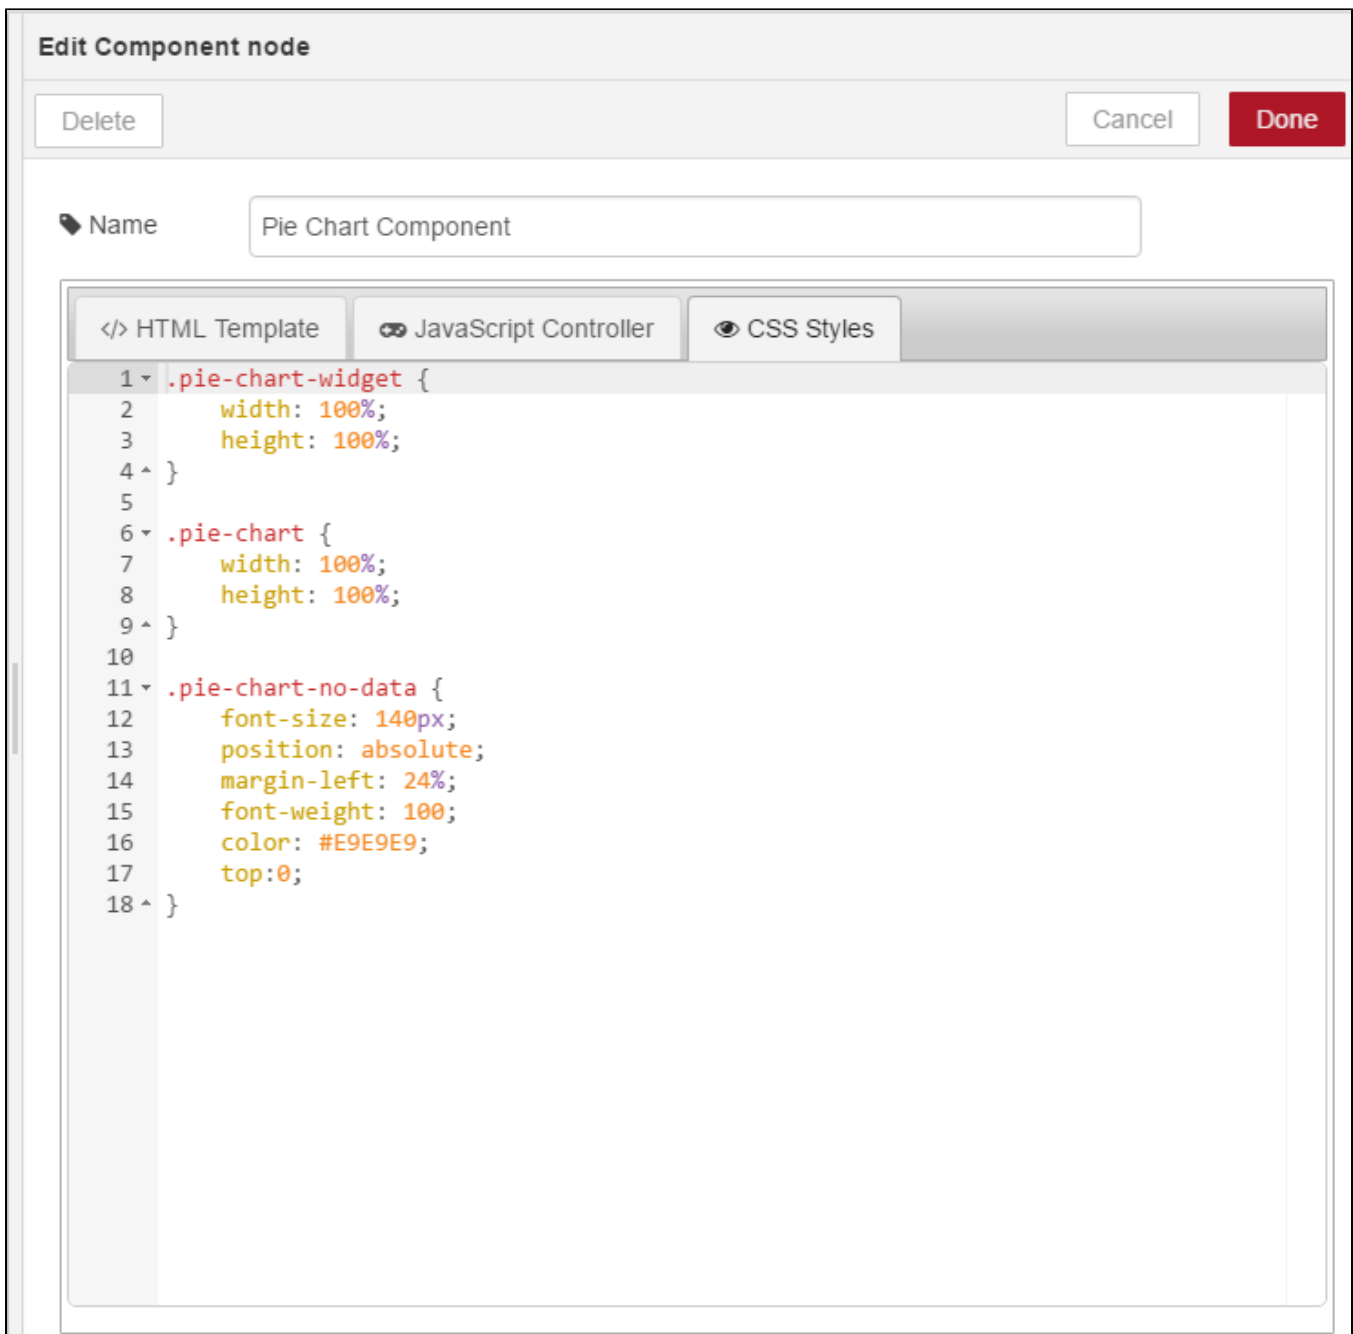 Edit Component node
Delete
Cancel
Done
Name
Pie Chart Component
</> HTML Template
JavaScript Controller
CSS Styles
1 .pie-chart-widget {
2     width: 100%;
3     height: 100%;
4 }
5
6 .pie-chart {
7     width: 100%;
8     height: 100%;
9 }
10
11 .pie-chart-no-data {
12     font-size: 140px;
13     position: absolute;
14     margin-left: 24%;
15     font-weight: 100;
16     color: #E9E9E9;
17     top:0;
18 }